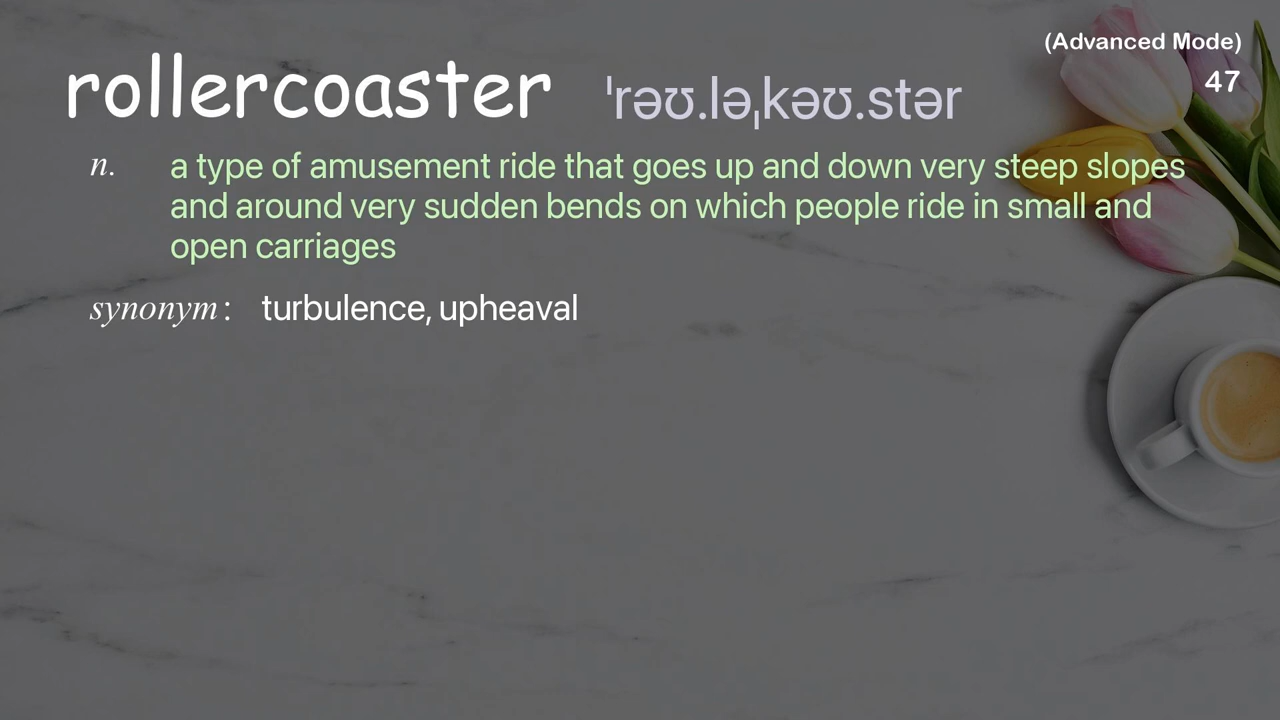 (Advanced Mode)
rollercoaster ˈrəʊ.ləˌkəʊ.stər 47
n. a type of amusement ride that goes up and down very steep slopes
and around very sudden bends on which people ride in small and
open carriages
synonym: turbulence, upheaval